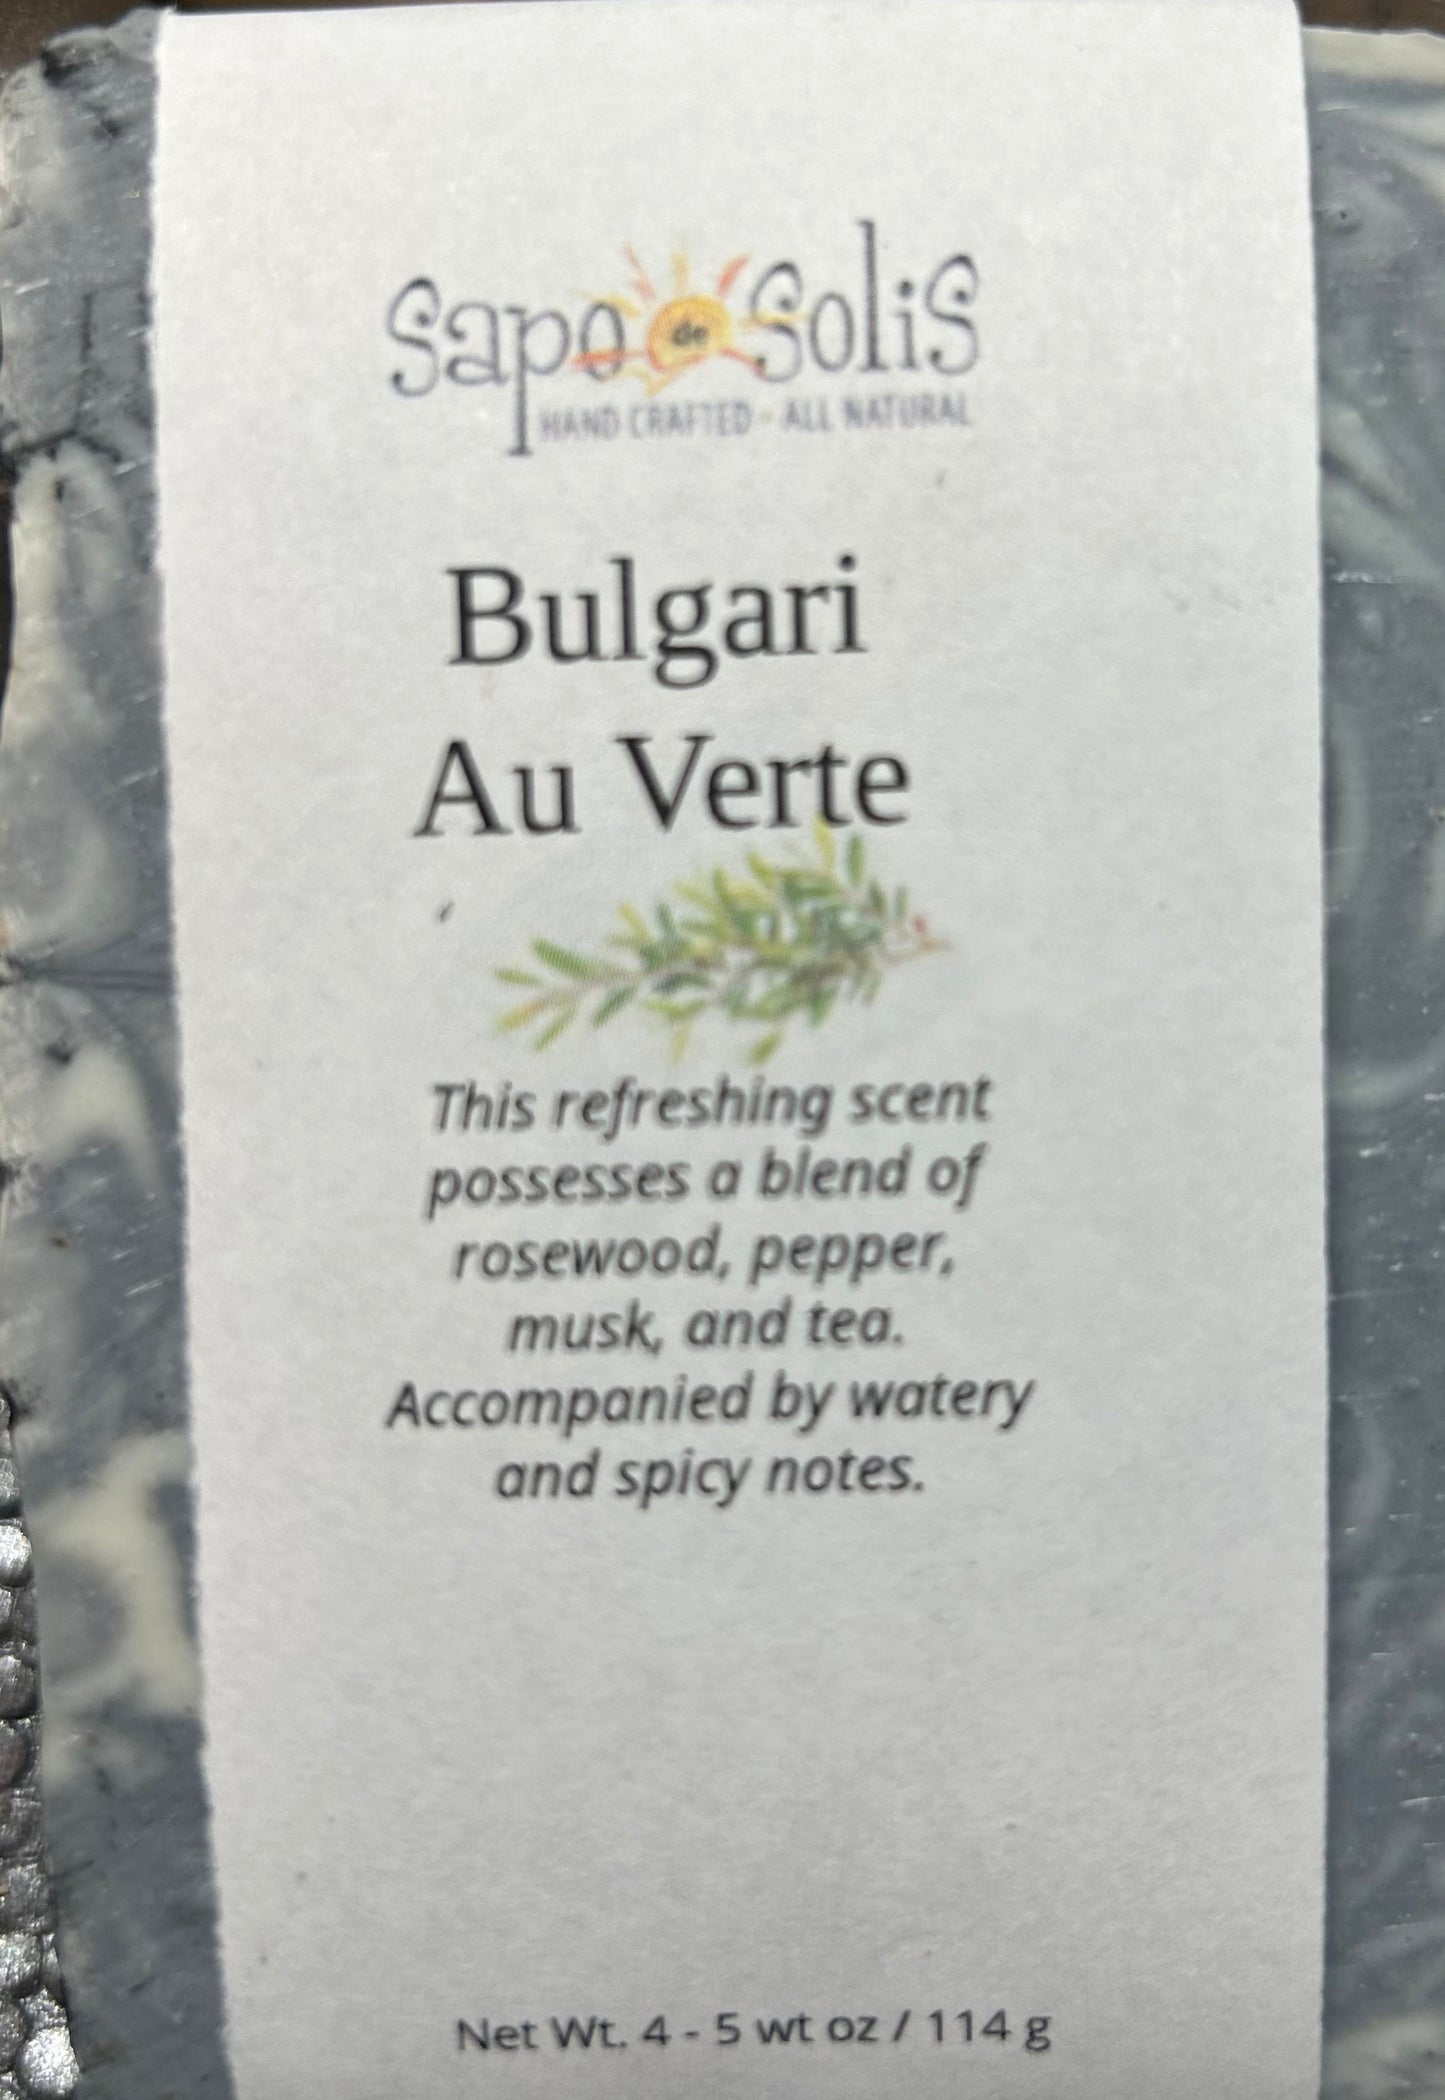 Sapo de Solis
HAND CRAFTED - ALL NATURAL
Bulgari
Au Verte
This refreshing scent
possesses a blend of
rosewood, pepper,
musk, and tea.
Accompanied by watery
and spicy notes.
Net Wt. 4 - 5 wt oz / 114 g